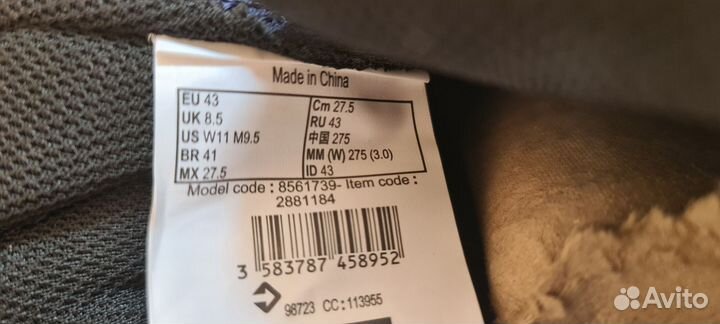 Made in China
EU 43 Cm 27.5
UK 8.5 RU 43
US W11 M9.5 中国 275
BR 41 MM (W) 275 (3.0)
MX 27.5 ID 43
Model code : 8561739- Item code :
2881184
3 583787 458952
98723 CC:113955
Avito